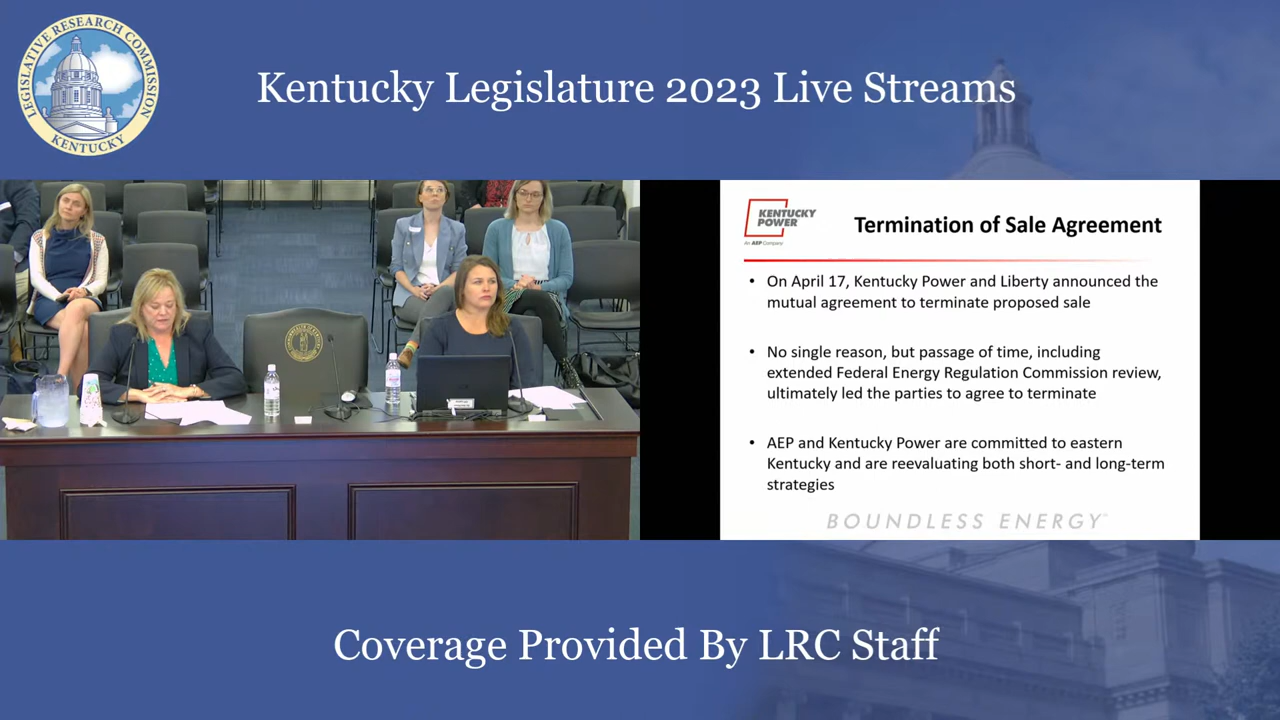 LEGISLATIVE RESEARCH COMMISSION
KENTUCKY
Kentucky Legislature 2023 Live Streams
KENTUCKY
POWER
An AEP Company
Termination of Sale Agreement
• On April 17, Kentucky Power and Liberty announced the
mutual agreement to terminate proposed sale
• No single reason, but passage of time, including
extended Federal Energy Regulation Commission review,
ultimately led the parties to agree to terminate
• AEP and Kentucky Power are committed to eastern
Kentucky and are reevaluating both short- and long-term
strategies
BOUNDLESS ENERGY
Coverage Provided By LRC Staff